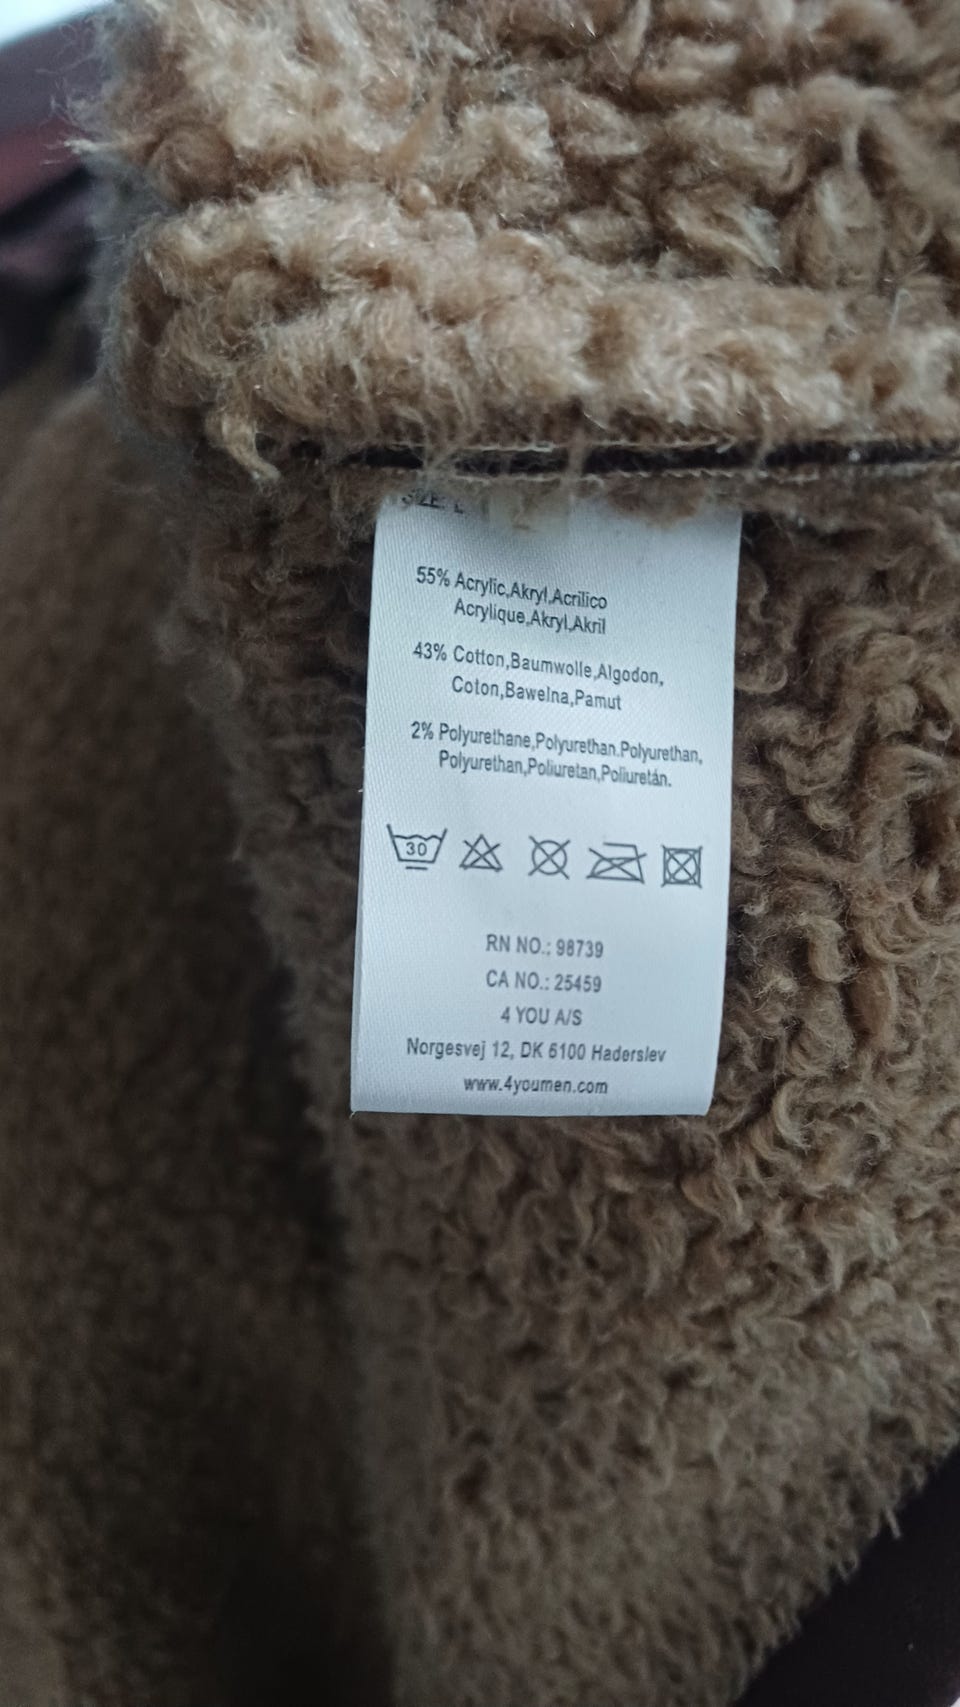 SIZE: L
55% Acrylic,Akryl,Acrilico
Acrylique,Akryl,Akril
43% Cotton,Baumwolle,Algodon,
Coton,Bawelna,Pamut
2% Polyurethane,Polyurethan.Polyurethan,
Polyurethan,Poliuretan,Poliuretán.
30
RN NO.: 98739
CA NO.: 25459
4 YOU A/S
Norgesvej 12, DK 6100 Haderslev
www.4youmen.com